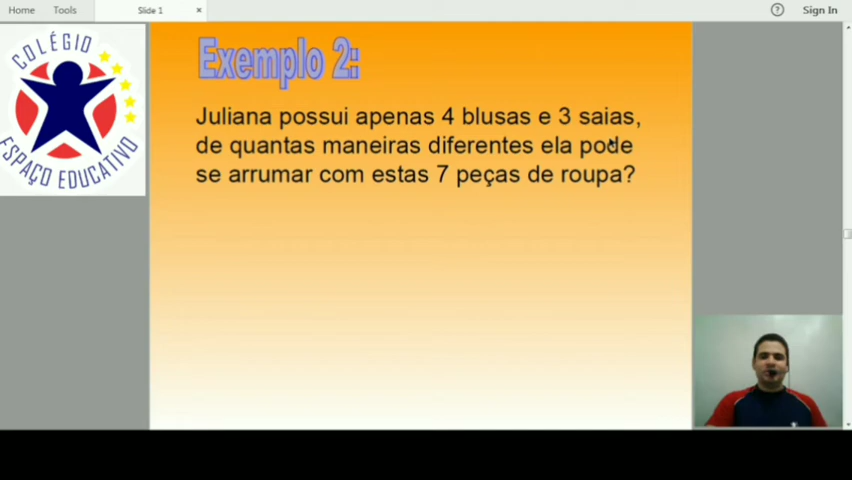 Home
Tools
Slide 1
×
?
Sign In
COLÉGIO
ESPAÇO EDUCATIVO
Exemplo 2:
Juliana possui apenas 4 blusas e 3 saias,
de quantas maneiras diferentes ela pode
se arrumar com estas 7 peças de roupa?